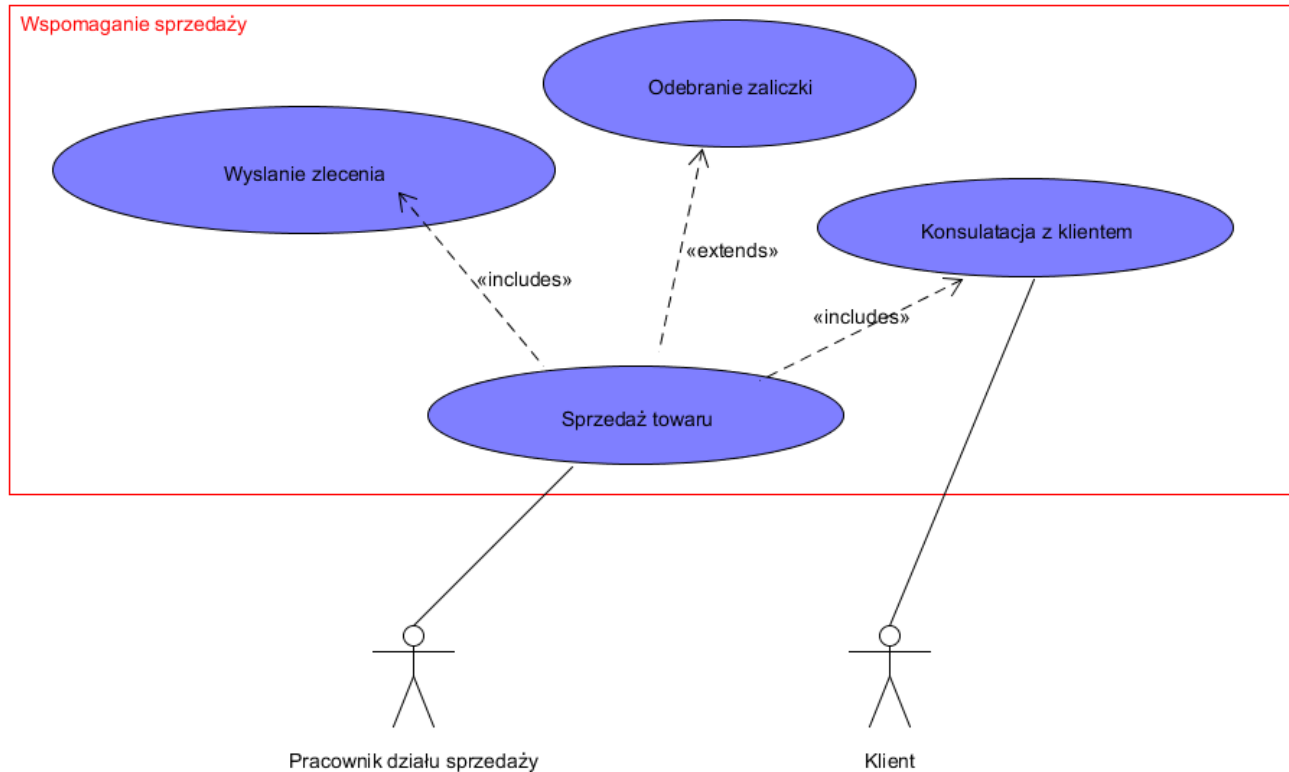 Wspomaganie sprzedaży
Odebranie zaliczki
Wyslanie zlecenia
Konsulatacja z klientem
«extends»
«includes»
«includes»
Sprzedaż towaru
Pracownik działu sprzedaży
Klient